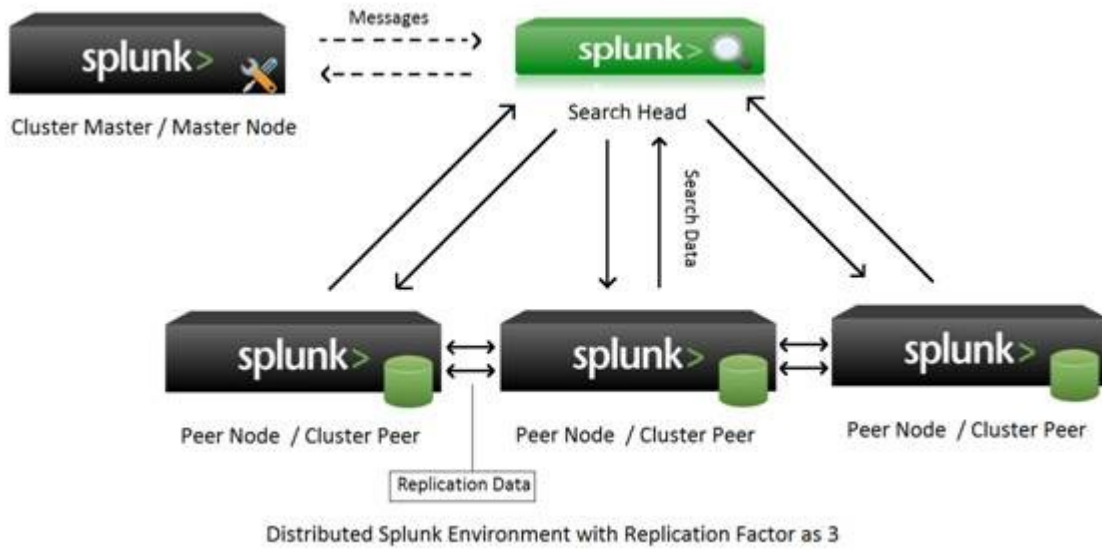 Messages
splunk>
splunk>
Cluster Master / Master Node
Search Head
Search Data
splunk>
splunk>
splunk>
Peer Node / Cluster Peer
Peer Node / Cluster Peer
Peer Node / Cluster Peer
Replication Data
Distributed Splunk Environment with Replication Factor as 3